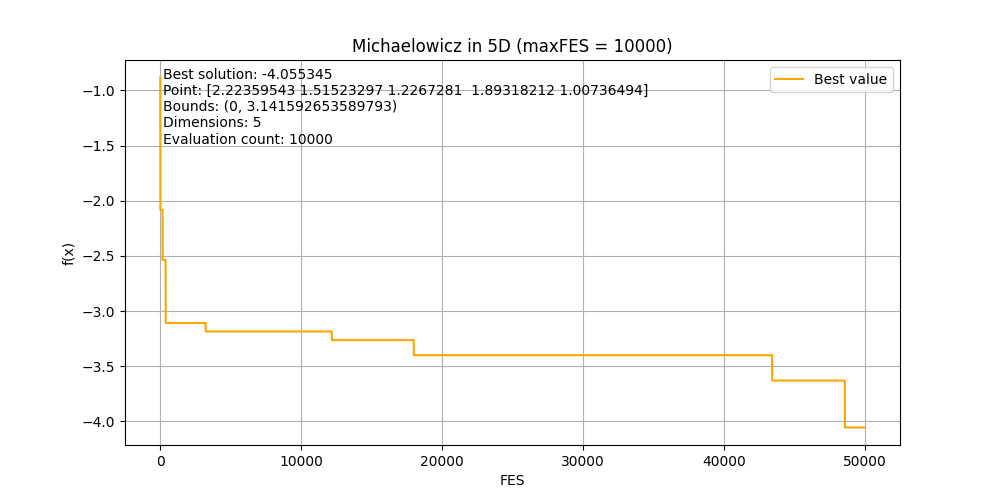 Michaelowicz in 5D (maxFES = 10000)
Best solution: -4.055345
Point: [2.22359543 1.51523297 1.2267281  1.89318212 1.00736494]
Bounds: (0, 3.141592653589793)
Dimensions: 5
Evaluation count: 10000
Best value
f(x)
−1.0
−1.5
−2.0
−2.5
−3.0
−3.5
−4.0
0 10000 20000 30000 40000 50000
FES